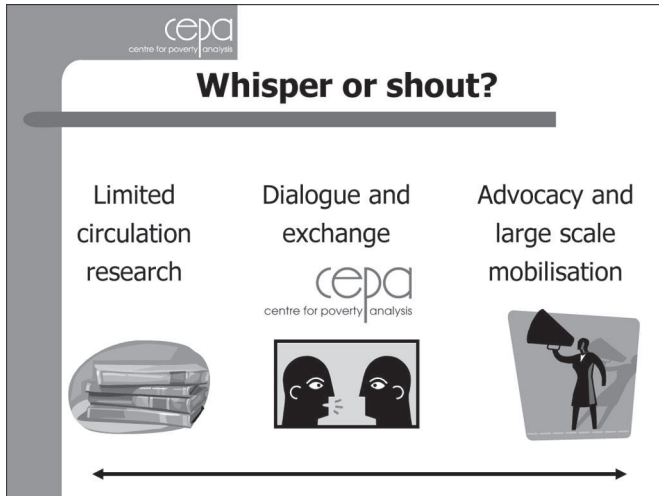 cepa
centre for poverty analysis
Whisper or shout?
Limited
circulation
research
Dialogue and
exchange
cepa
centre for poverty analysis
Advocacy and
large scale
mobilisation